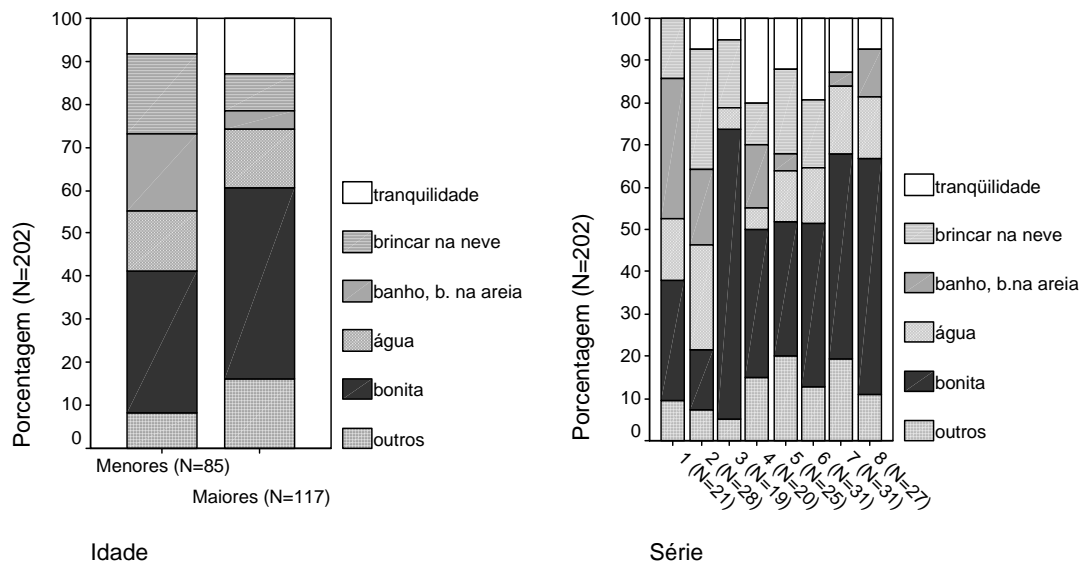 Porcentagem (N=202)
100
90
80
70
60
50
40
30
20
10
0
Menores (N=85)
Maiores (N=117)
Idade
tranquilidade
brincar na neve
banho, b. na areia
água
bonita
outros
Porcentagem (N=202)
100
90
80
70
60
50
40
30
20
10
0
1 (N=21)
2 (N=28)
3 (N=19)
4 (N=20)
5 (N=25)
6 (N=31)
7 (N=31)
8 (N=27)
Série
tranqüilidade
brincar na neve
banho, b.na areia
água
bonita
outros